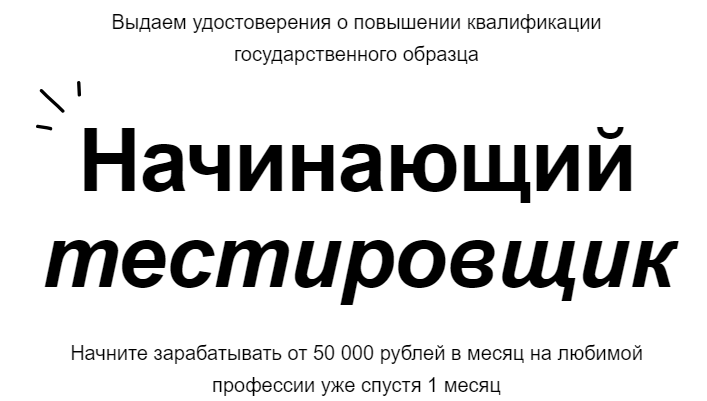 Выдаем удостоверения о повышении квалификации
государственного образца
Начинающий
тестировщик
Начните зарабатывать от 50 000 рублей в месяц на любимой
профессии уже спустя 1 месяц